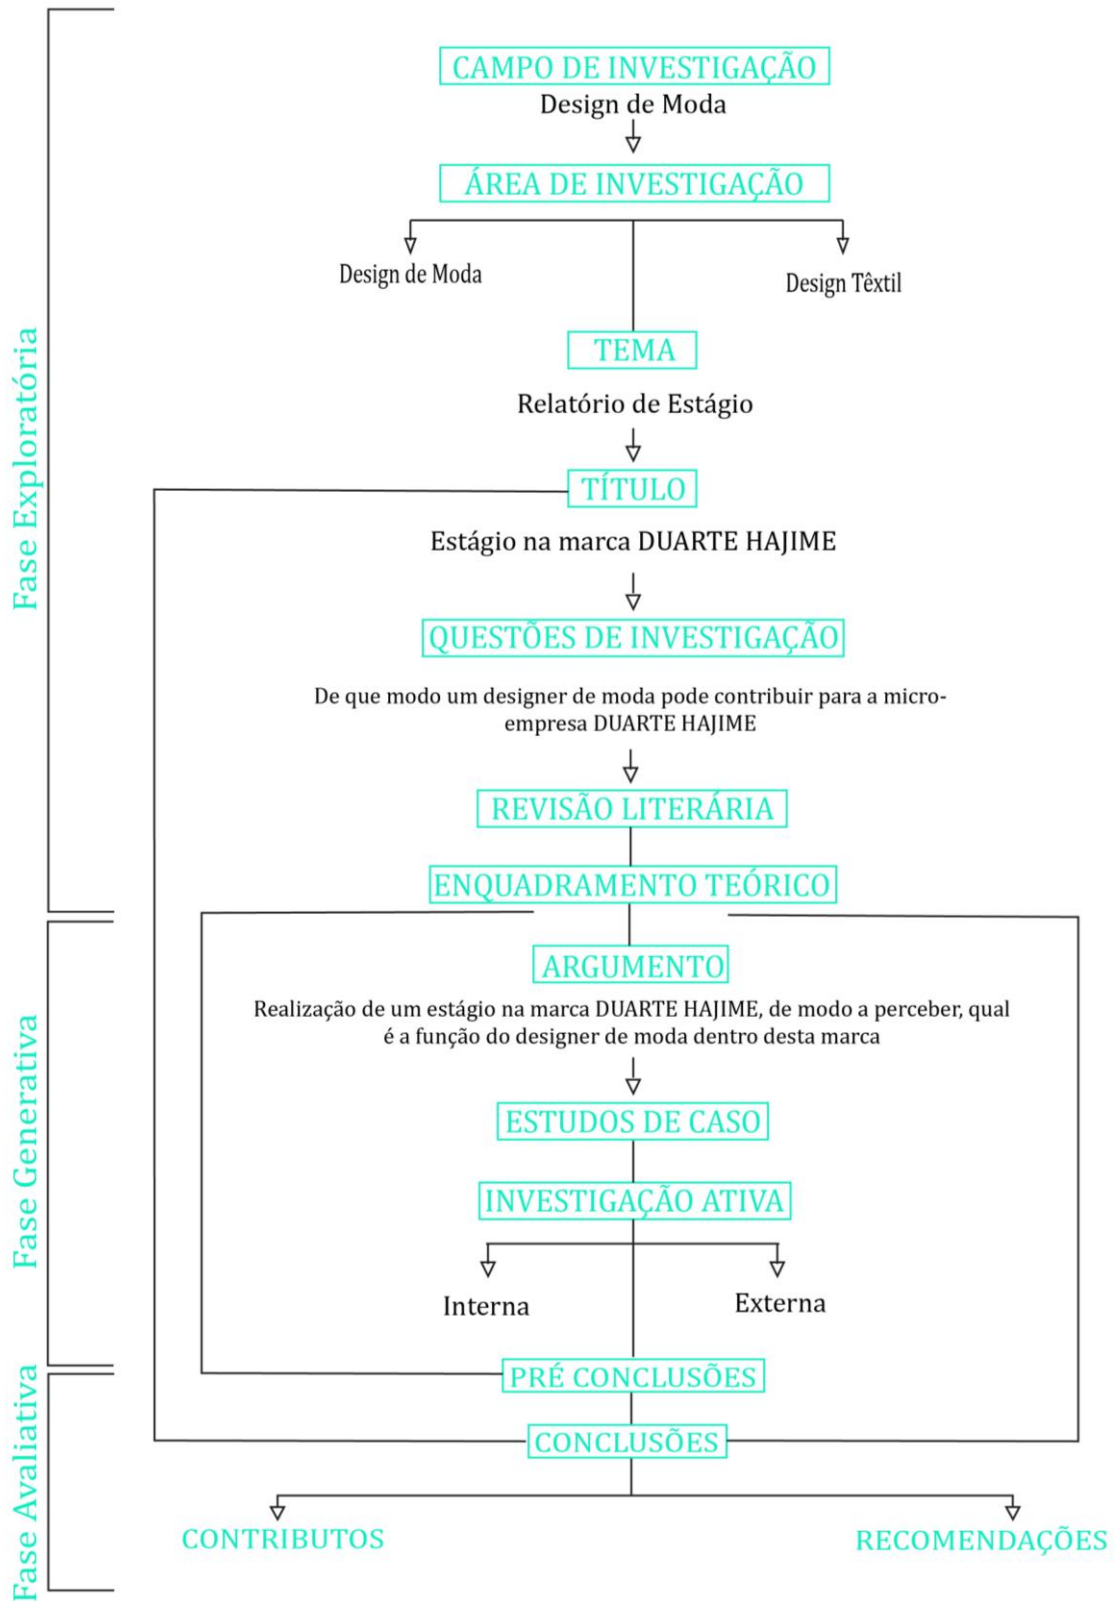 CAMPO DE INVESTIGAÇÃO
Design de Moda
ÁREA DE INVESTIGAÇÃO
Design de Moda
Design Têxtil
TEMA
Relatório de Estágio
TÍTULO
Estágio na marca DUARTE HAJIME
QUESTÕES DE INVESTIGAÇÃO
De que modo um designer de moda pode contribuir para a micro-
empresa DUARTE HAJIME
REVISÃO LITERÁRIA
ENQUADRAMENTO TEÓRICO
Fase Exploratória
ARGUMENTO
Realização de um estágio na marca DUARTE HAJIME, de modo a perceber, qual
é a função do designer de moda dentro desta marca
ESTUDOS DE CASO
INVESTIGAÇÃO ATIVA
Interna
Externa
Fase Generativa
PRÉ CONCLUSÕES
CONCLUSÕES
CONTRIBUTOS
RECOMENDAÇÕES
Fase Avaliativa